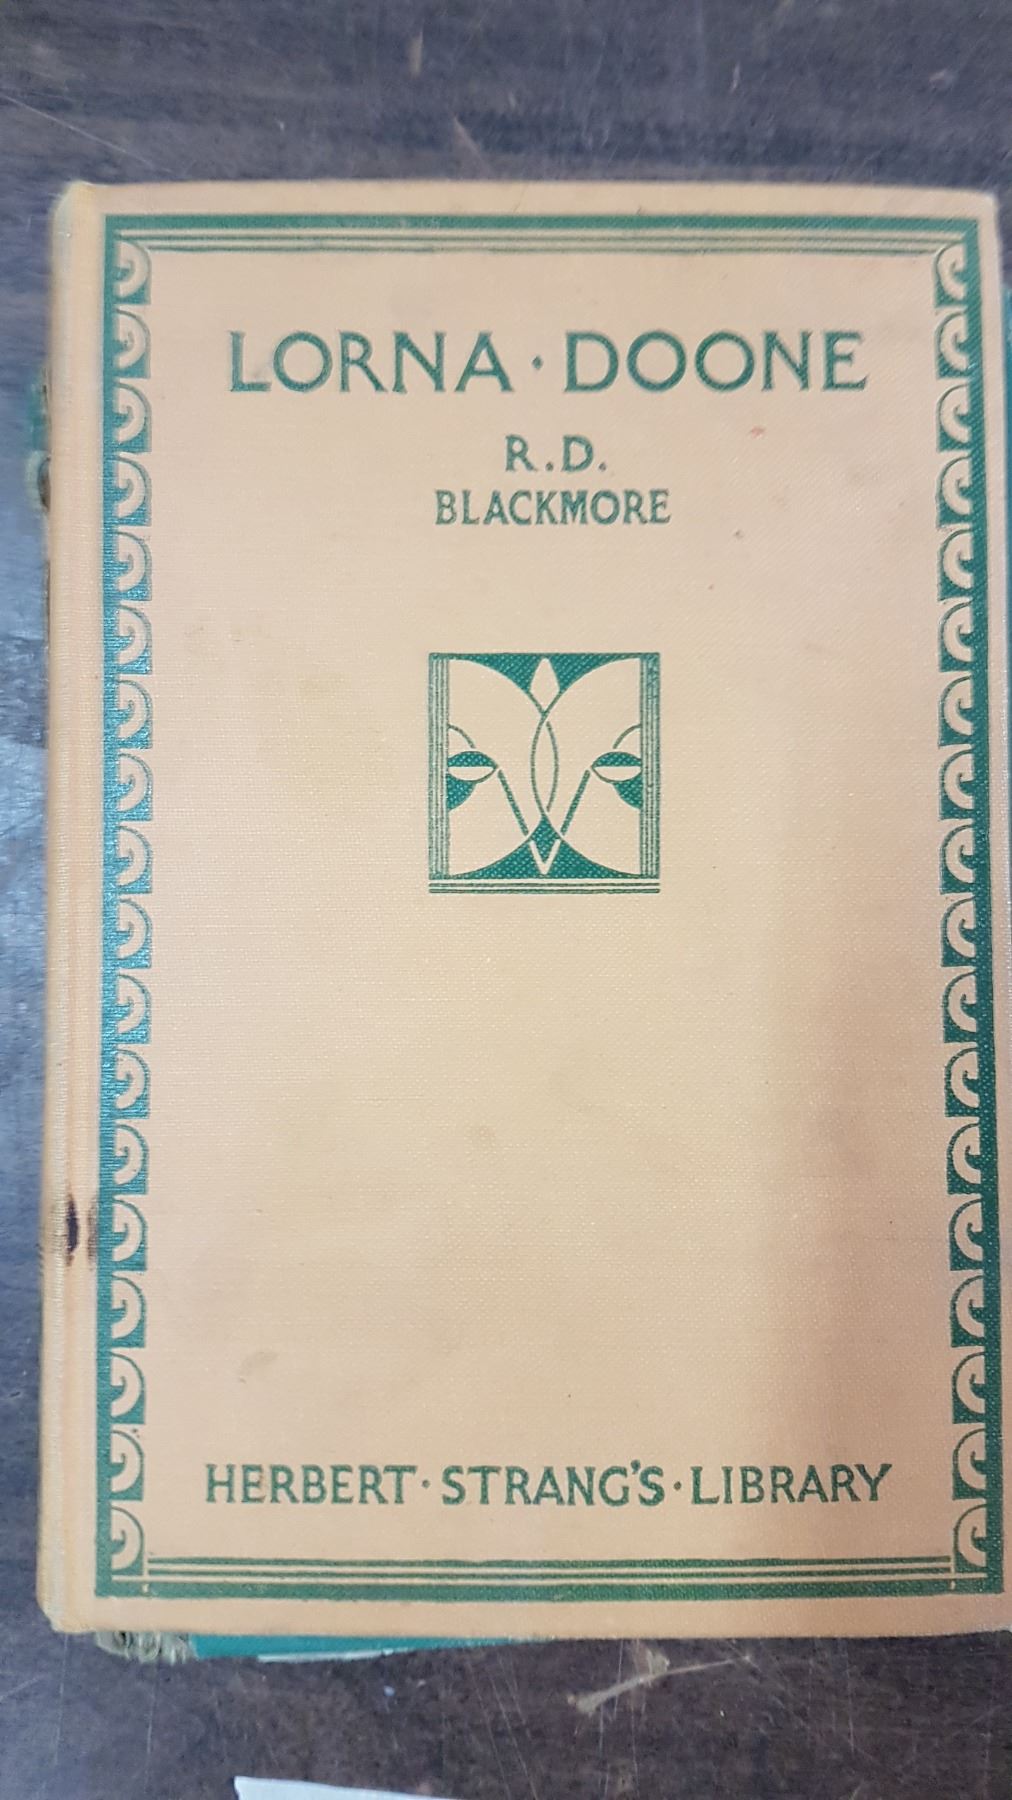 LORNA · DOONE
R.D.
BLACKMORE
HERBERT · STRANG'S · LIBRARY